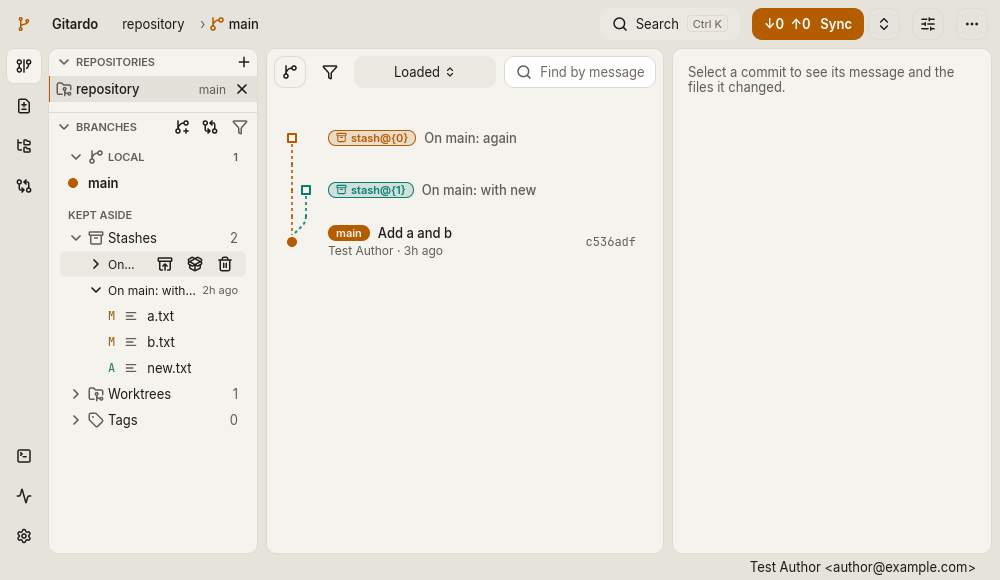 Gitardo
repository
main
Search Ctrl K
↓0 ↑0 Sync
REPOSITORIES
repository main
BRANCHES
LOCAL 1
main
KEPT ASIDE
Stashes 2
On...
On main: with... 2h ago
M a.txt
M b.txt
A new.txt
Worktrees 1
Tags 0
Loaded
Find by message
stash@{0} On main: again
stash@{1} On main: with new
main Add a and b
Test Author · 3h ago
c536adf
Select a commit to see its message and the
files it changed.
Test Author <author@example.com>